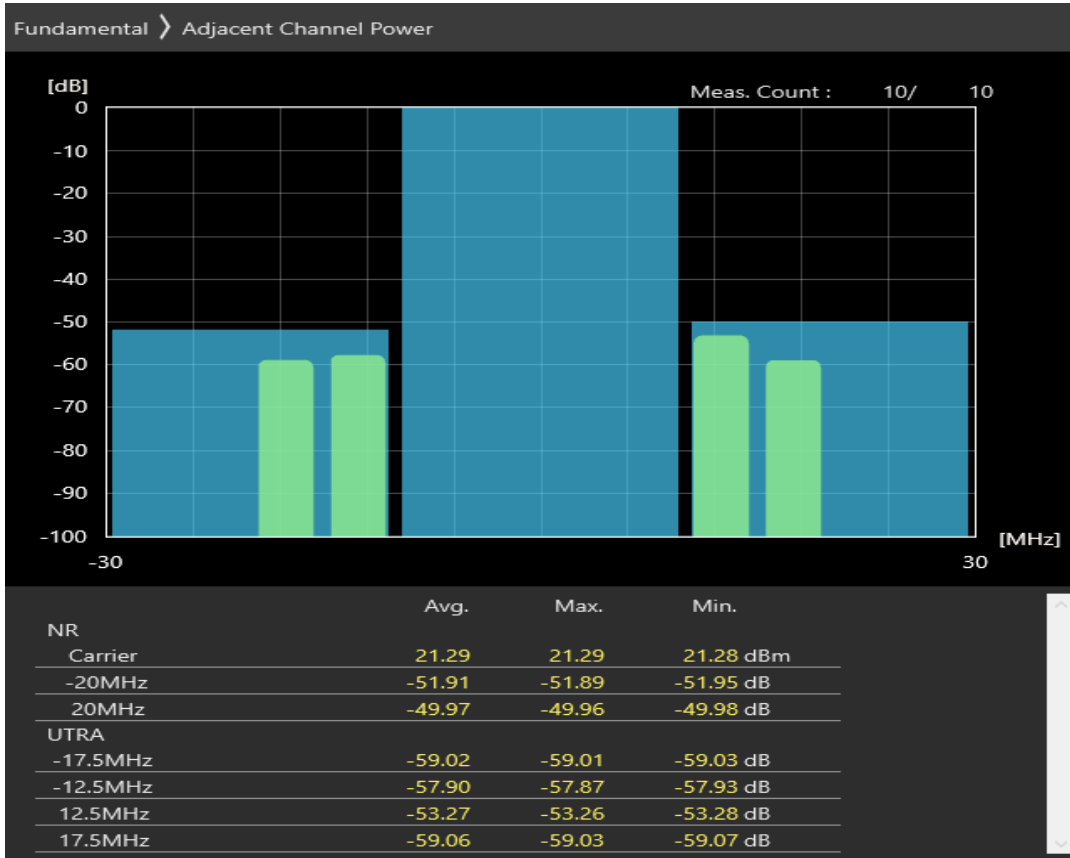 Fundamental ❯ Adjacent Channel Power
[dB]
Meas. Count : 10/ 10
0
-10
-20
-30
-40
-50
-60
-70
-80
-90
-100
[MHz]
-30 30
Avg. Max. Min.
NR
Carrier 21.29 21.29 21.28 dBm
-20MHz -51.91 -51.89 -51.95 dB
20MHz -49.97 -49.96 -49.98 dB
UTRA
-17.5MHz -59.02 -59.01 -59.03 dB
-12.5MHz -57.90 -57.87 -57.93 dB
12.5MHz -53.27 -53.26 -53.28 dB
17.5MHz -59.06 -59.03 -59.07 dB